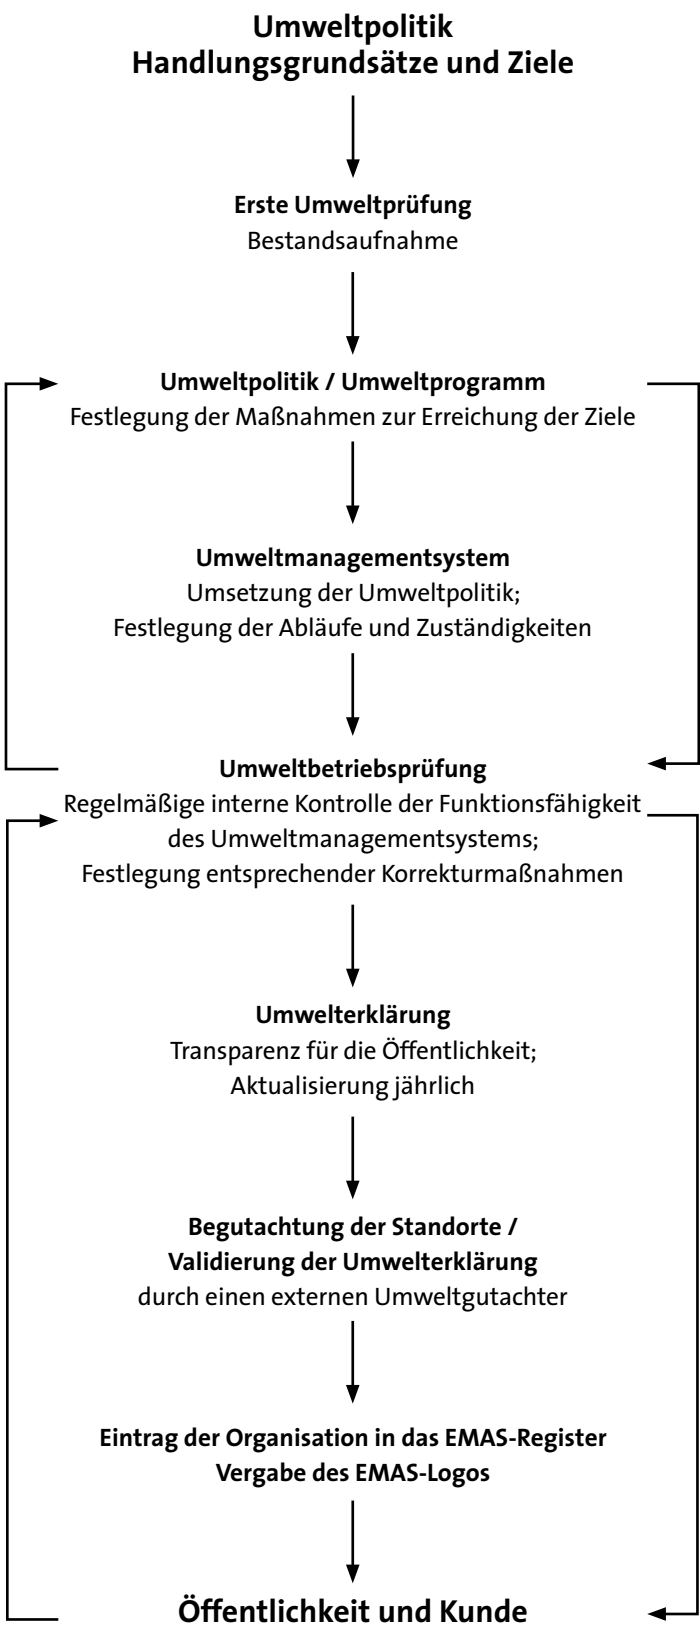 Umweltpolitik
Handlungsgrundsätze und Ziele
Erste Umweltprüfung
Bestandsaufnahme
Umweltpolitik / Umweltprogramm
Festlegung der Maßnahmen zur Erreichung der Ziele
Umweltmanagementsystem
Umsetzung der Umweltpolitik;
Festlegung der Abläufe und Zuständigkeiten
Umweltbetriebsprüfung
Regelmäßige interne Kontrolle der Funktionsfähigkeit
des Umweltmanagementsystems;
Festlegung entsprechender Korrekturmaßnahmen
Umwelterklärung
Transparenz für die Öffentlichkeit;
Aktualisierung jährlich
Begutachtung der Standorte /
Validierung der Umwelterklärung
durch einen externen Umweltgutachter
Eintrag der Organisation in das EMAS-Register
Vergabe des EMAS-Logos
Öffentlichkeit und Kunde